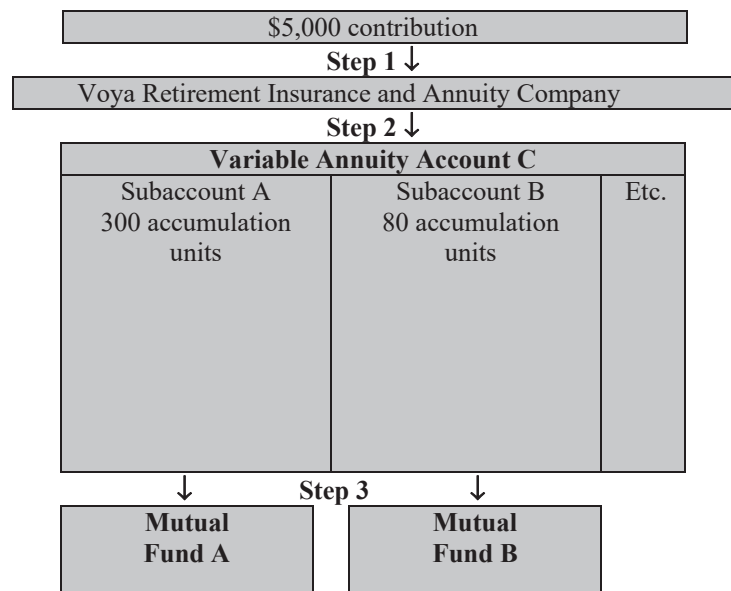 $5,000 contribution
Step 1 ↓
Voya Retirement Insurance and Annuity Company
Step 2 ↓
Variable Annuity Account C
Subaccount A
300 accumulation
units
Subaccount B
80 accumulation
units
Etc.
↓ Step 3 ↓
Mutual
Fund A
Mutual
Fund B